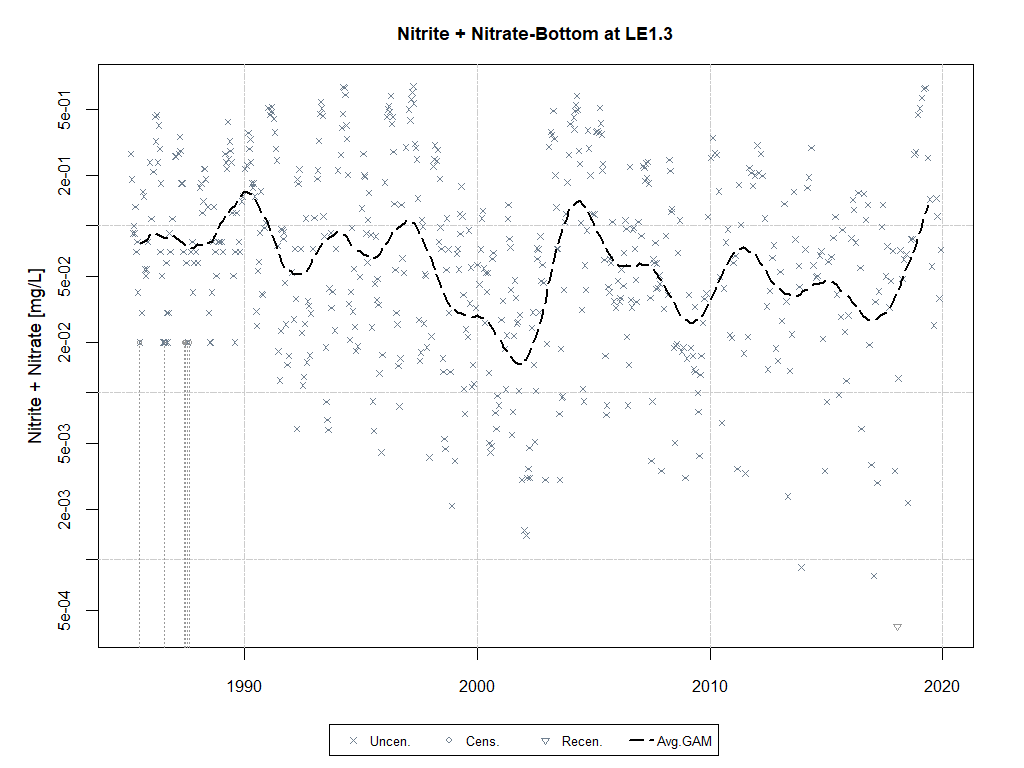 Nitrite + Nitrate-Bottom at LE1.3
Nitrite + Nitrate [mg/L]
5e-01
2e-01
5e-02
2e-02
5e-03
2e-03
5e-04
1990 2000 2010 2020
Uncen. Cens. Recen. Avg.GAM